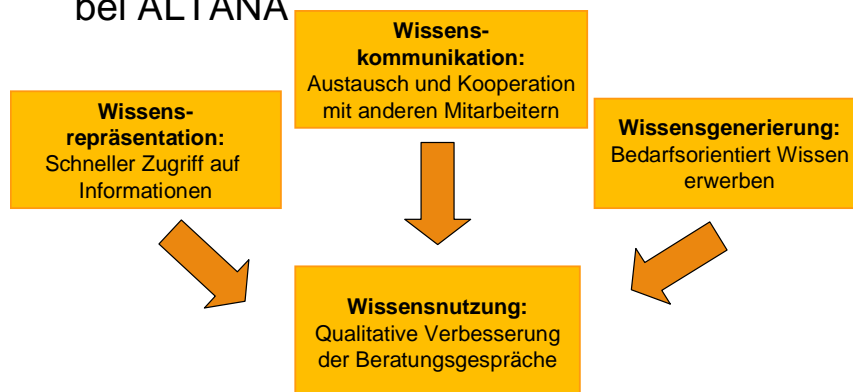 bei ALTANA
Wissens-
kommunikation:
Austausch und Kooperation
mit anderen Mitarbeitern
Wissens-
repräsentation:
Schneller Zugriff auf
Informationen
Wissensgenerierung:
Bedarfsorientiert Wissen
erwerben
Wissensnutzung:
Qualitative Verbesserung
der Beratungsgespräche